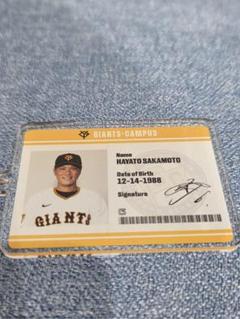 GIANTS-CAMPUS
Name
HAYATO SAKAMOTO
Date of Birth
12-14-1988
Signature
GIANTS